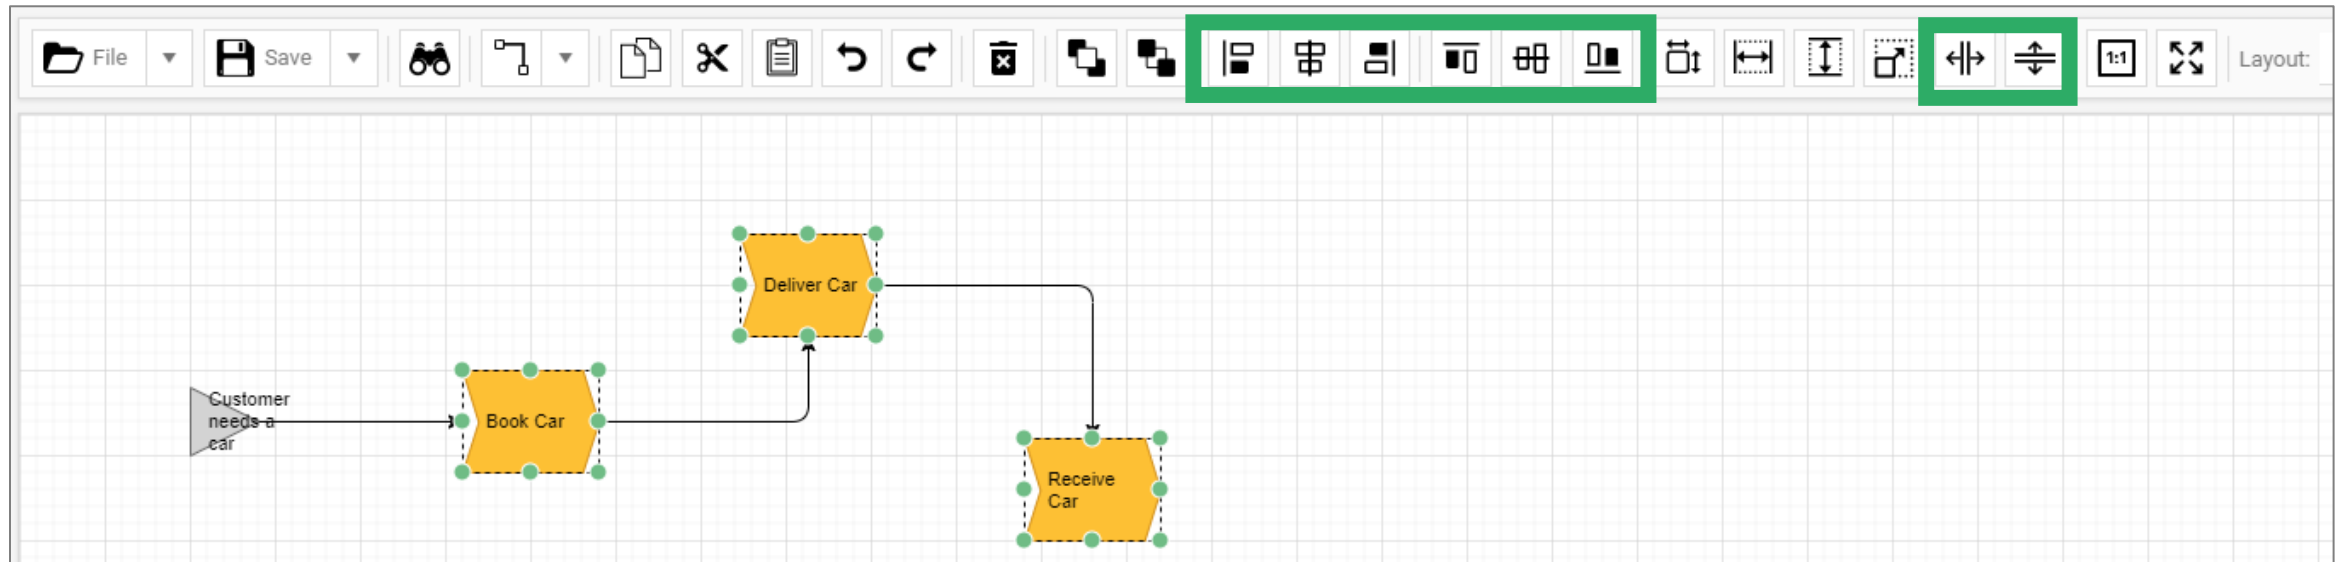 File
Save
1:1
Layout:
Deliver Car
Customer
needs a
car
Book Car
Receive
Car